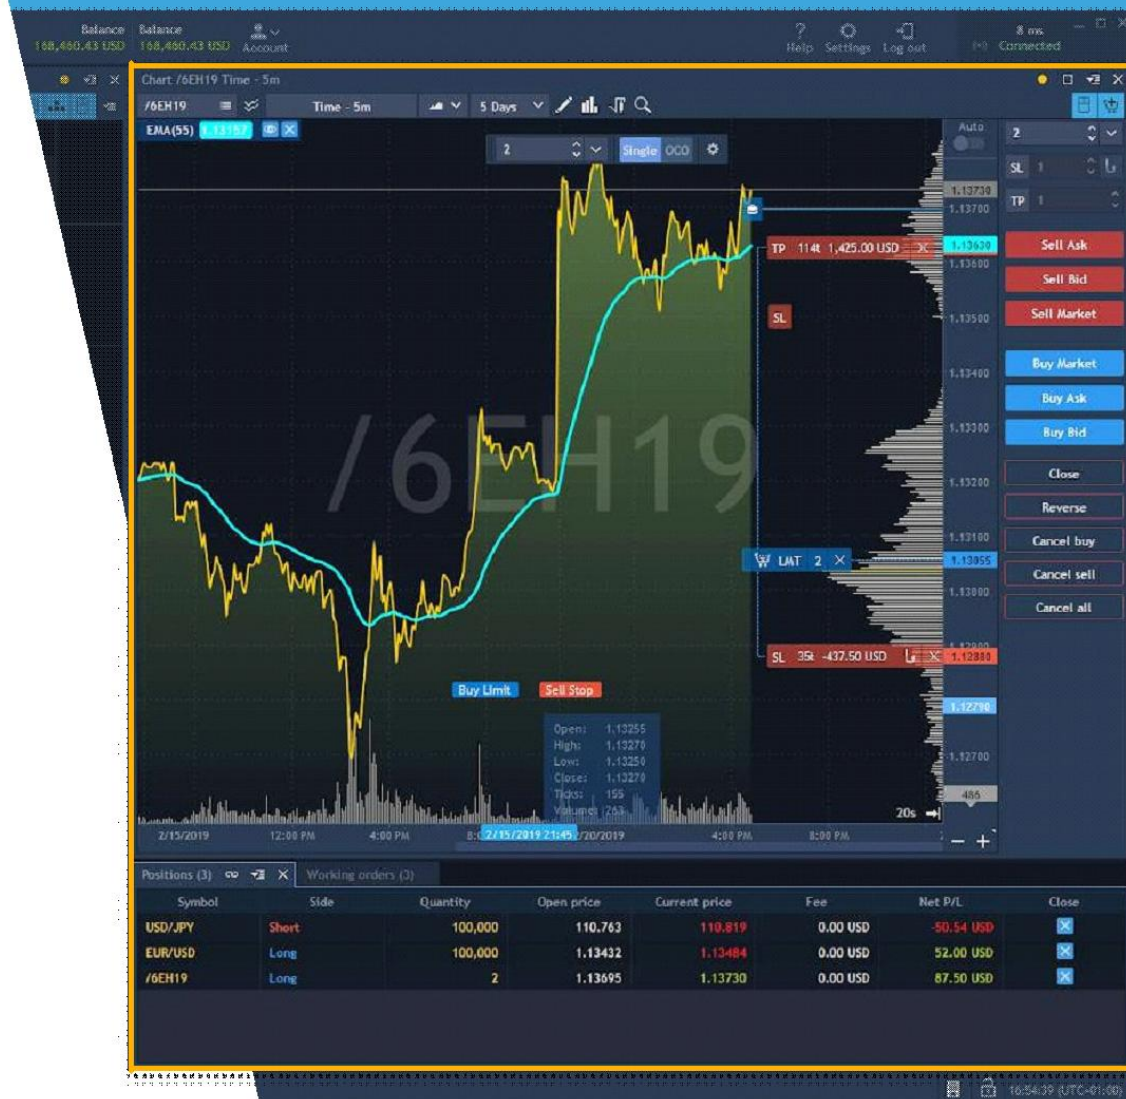 Balance Balance
168,460.43 USD 168,460.43 USD Account Help Settings Log out 8 ms Connected
Chart /6EH19 Time - 5m
/6EH19 Time - 5m 5 Days
EMA(55) 1.13157
2 Single OCO
Auto
2
SL 1
TP 1
/6EH19
1.13730
1.13700
TP 114t 1,425.00 USD 1.13630
1.13600
SL 1.13500
1.13400
1.13300
1.13200
1.13100
LMT 2 1.13055
1.13000
SL 35t -437.50 USD 1.12880
1.12790
1.12700
486
Sell Ask
Sell Bid
Sell Market
Buy Market
Buy Ask
Buy Bid
Close
Reverse
Cancel buy
Cancel sell
Cancel all
Buy Limit Sell Stop
Open: 1.13255
High: 1.13270
Low: 1.13250
Close: 1.13270
Ticks: 155
Volume: 263
20s
2/15/2019 12:00 PM 4:00 PM 2/15/2019 21:45 2/20/2019 4:00 PM 8:00 PM
Positions (3) Working orders (3)
Symbol Side Quantity Open price Current price Fee Net P/L Close
USD/JPY Short 100,000 110.763 110.819 0.00 USD -50.54 USD
EUR/USD Long 100,000 1.13432 1.13484 0.00 USD 52.00 USD
/6EH19 Long 2 1.13695 1.13730 0.00 USD 87.50 USD
16:54:39 (UTC-01:00)